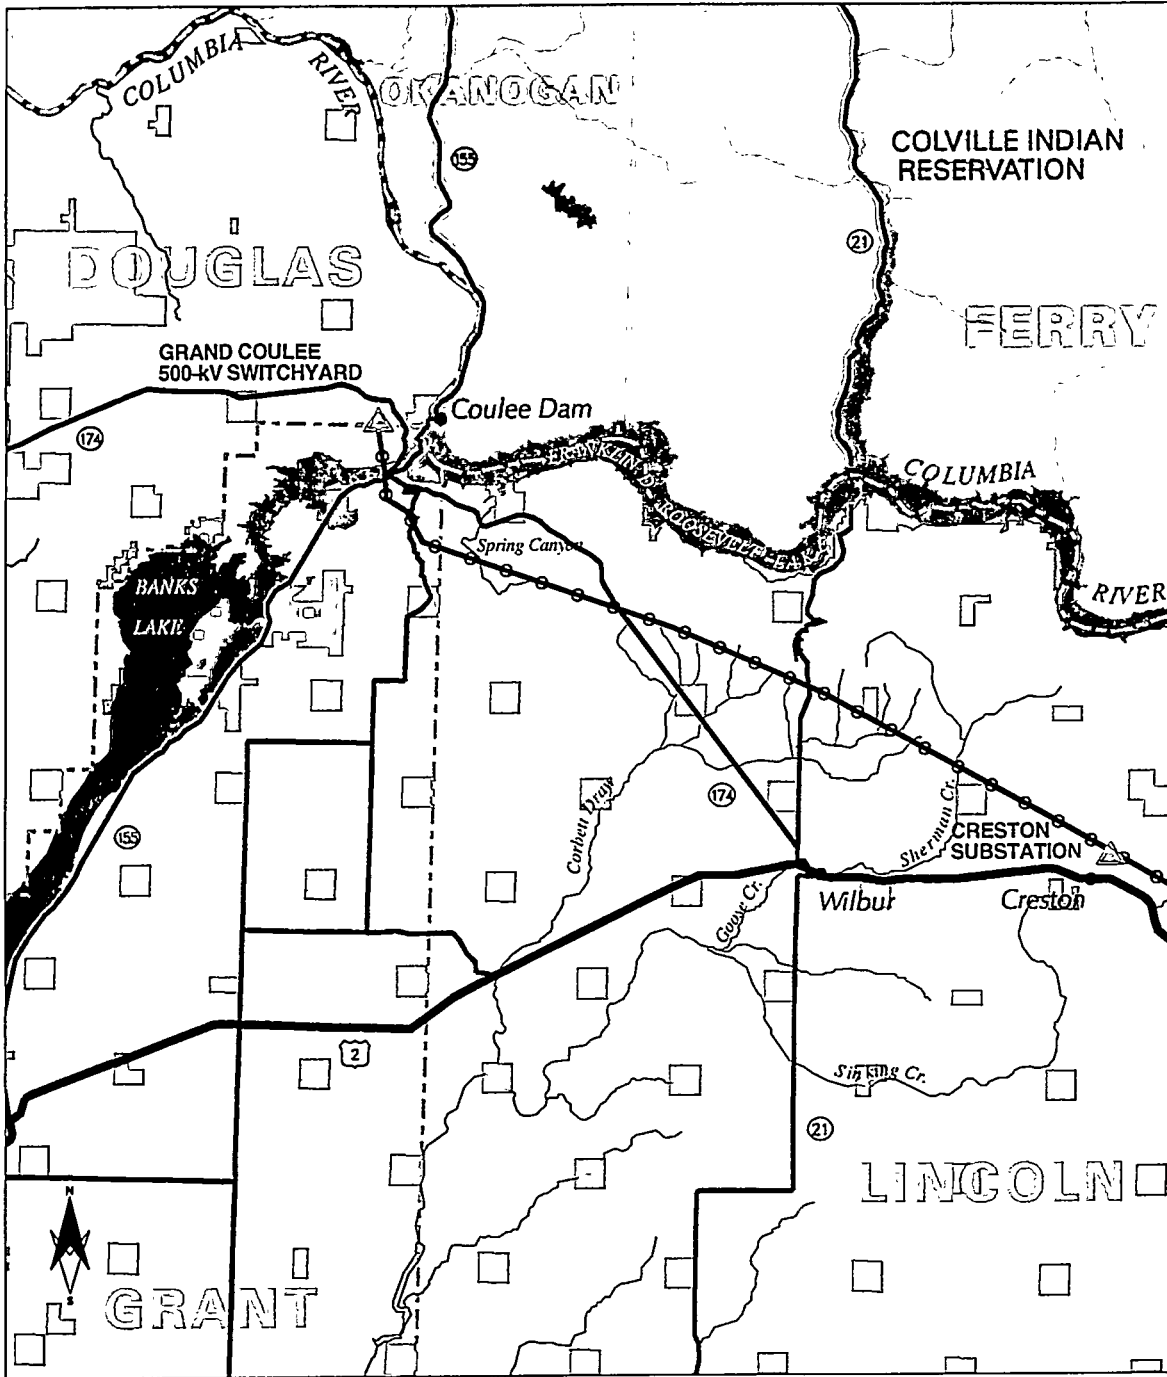 COLUMBIA
RIVER
OKANOGAN
155
COLVILLE INDIAN
RESERVATION
21
DOUGLAS
FERRY
GRAND COULEE
500-kV SWITCHYARD
174
Coulee Dam
FRANKLIN D
ROOSEVELT LAKE
COLUMBIA
RIVER
Spring Canyon
BANKS
LAKE
155
174
Corbett Draw
Sherman Cr.
CRESTON
SUBSTATION
Wilbur
Creston
Goose Cr.
2
Sinking Cr.
21
LINCOLN
N
S
GRANT